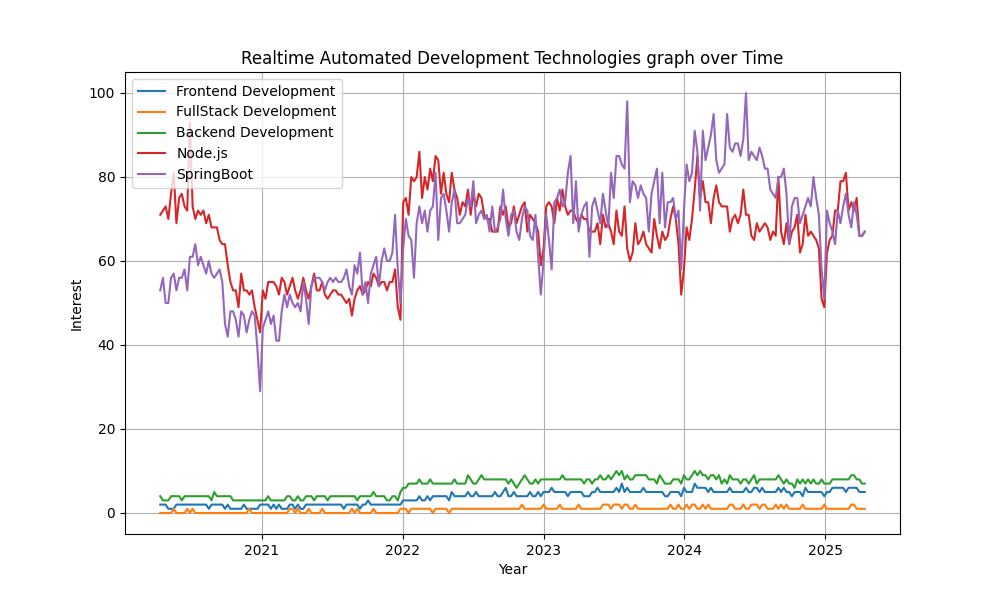 Realtime Automated Development Technologies graph over Time
Frontend Development
FullStack Development
Backend Development
Node.js
SpringBoot
100
80
60
40
20
0
Interest
2021
2022
2023
2024
2025
Year